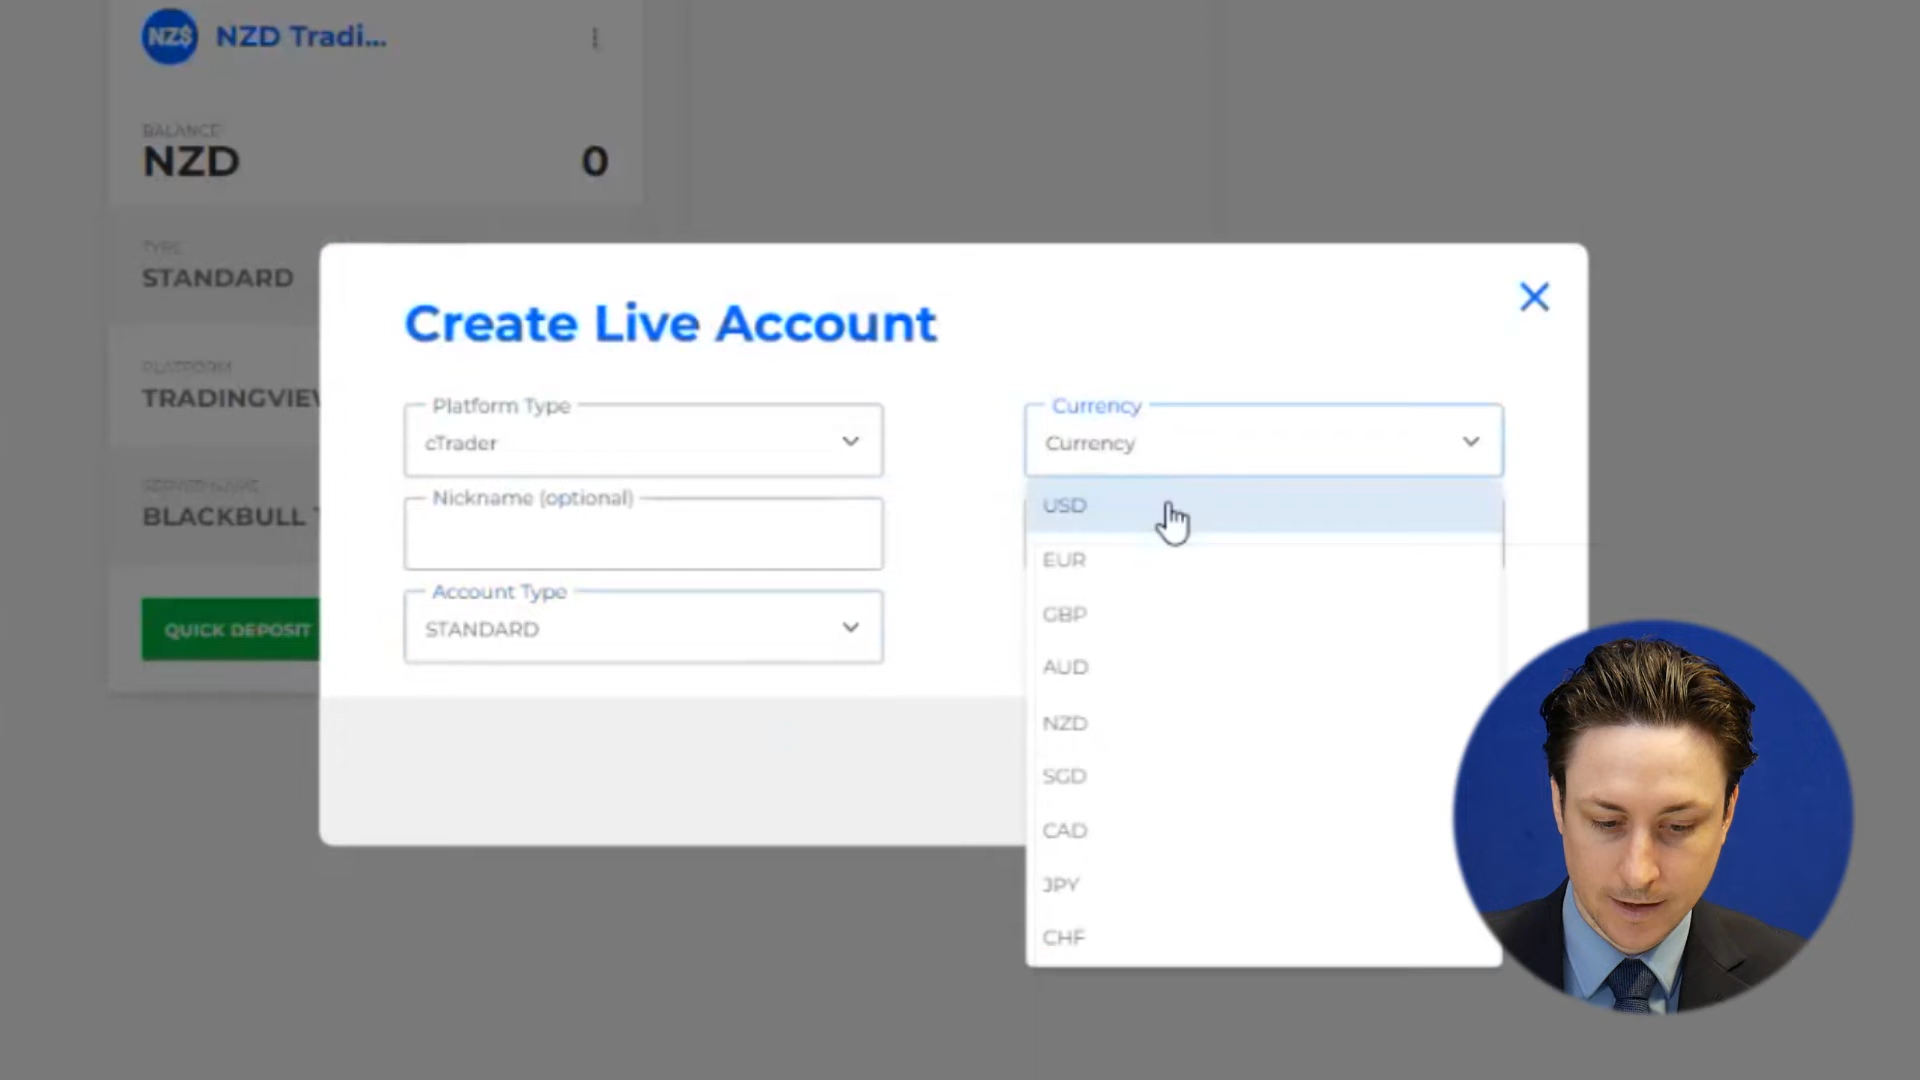 NZ$ NZD Tradi...
BALANCE
NZD 0
TYPE
STANDARD
PLATFORM
TRADINGVIEW
SERVER NAME
BLACKBULL
QUICK DEPOSIT
Create Live Account
Platform Type
cTrader
Nickname (optional)
Account Type
STANDARD
Currency
Currency
USD
EUR
GBP
AUD
NZD
SGD
CAD
JPY
CHF